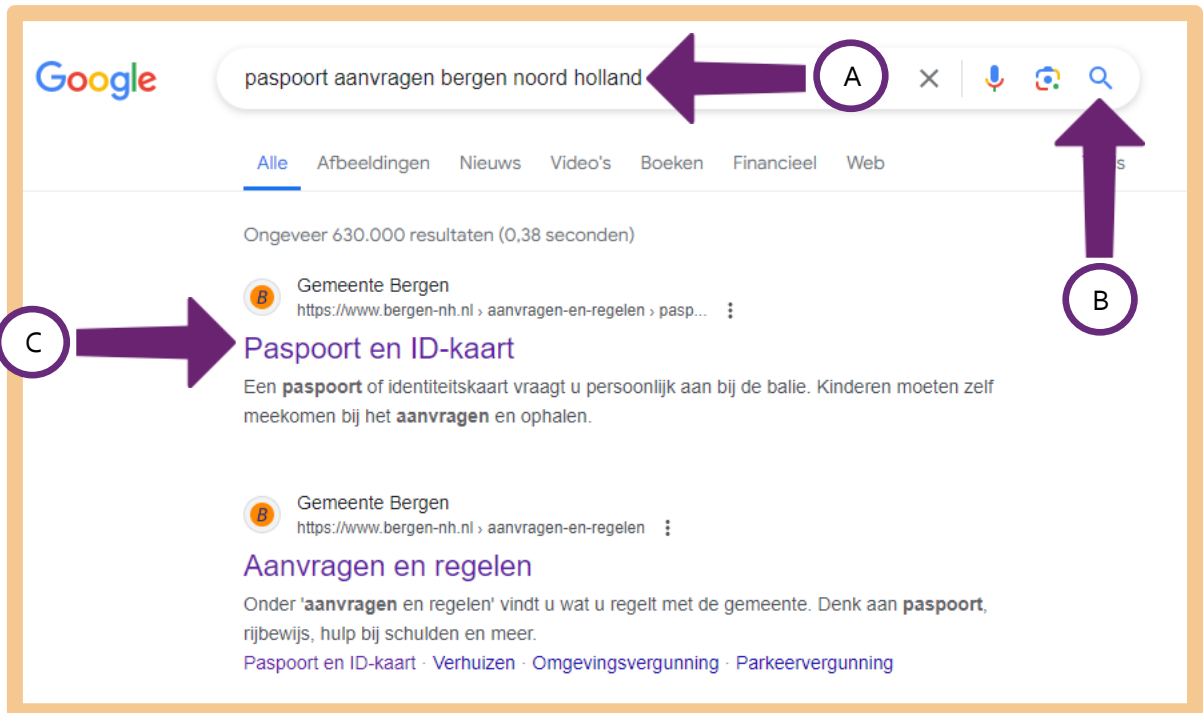 Google
paspoort aanvragen bergen noord holland
A
Alle Afbeeldingen Nieuws Video's Boeken Financieel Web
Ongeveer 630.000 resultaten (0,38 seconden)
B
Gemeente Bergen
https://www.bergen-nh.nl › aanvragen-en-regelen › pasp...
C
Paspoort en ID-kaart
Een paspoort of identiteitskaart vraagt u persoonlijk aan bij de balie. Kinderen moeten zelf
meekomen bij het aanvragen en ophalen.
B
Gemeente Bergen
https://www.bergen-nh.nl › aanvragen-en-regelen
B
Aanvragen en regelen
Onder 'aanvragen en regelen' vindt u wat u regelt met de gemeente. Denk aan paspoort,
rijbewijs, hulp bij schulden en meer.
Paspoort en ID-kaart · Verhuizen · Omgevingsvergunning · Parkeervergunning